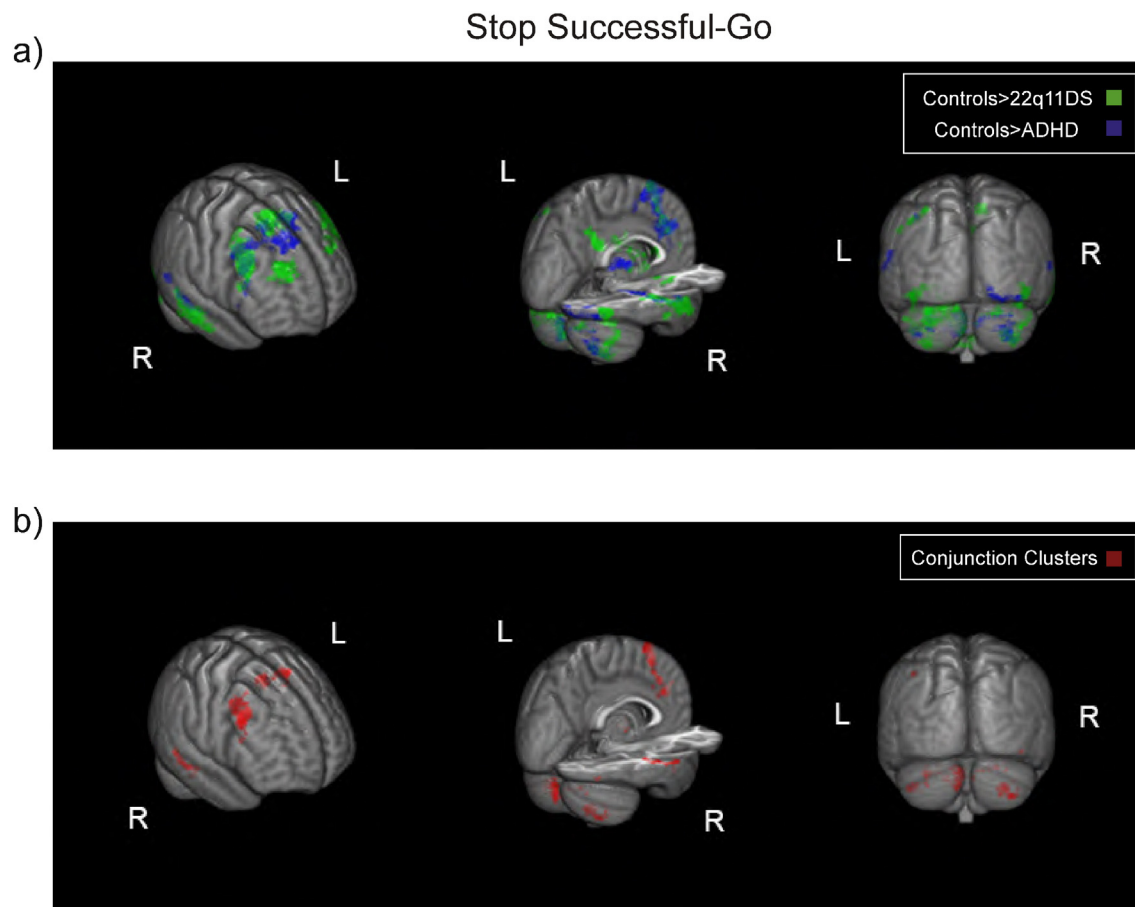 Stop Successful-Go
a)
Controls>22q11DS
Controls>ADHD
L
L
L
R
R
R
b)
Conjunction Clusters
L
L
L
R
R
R